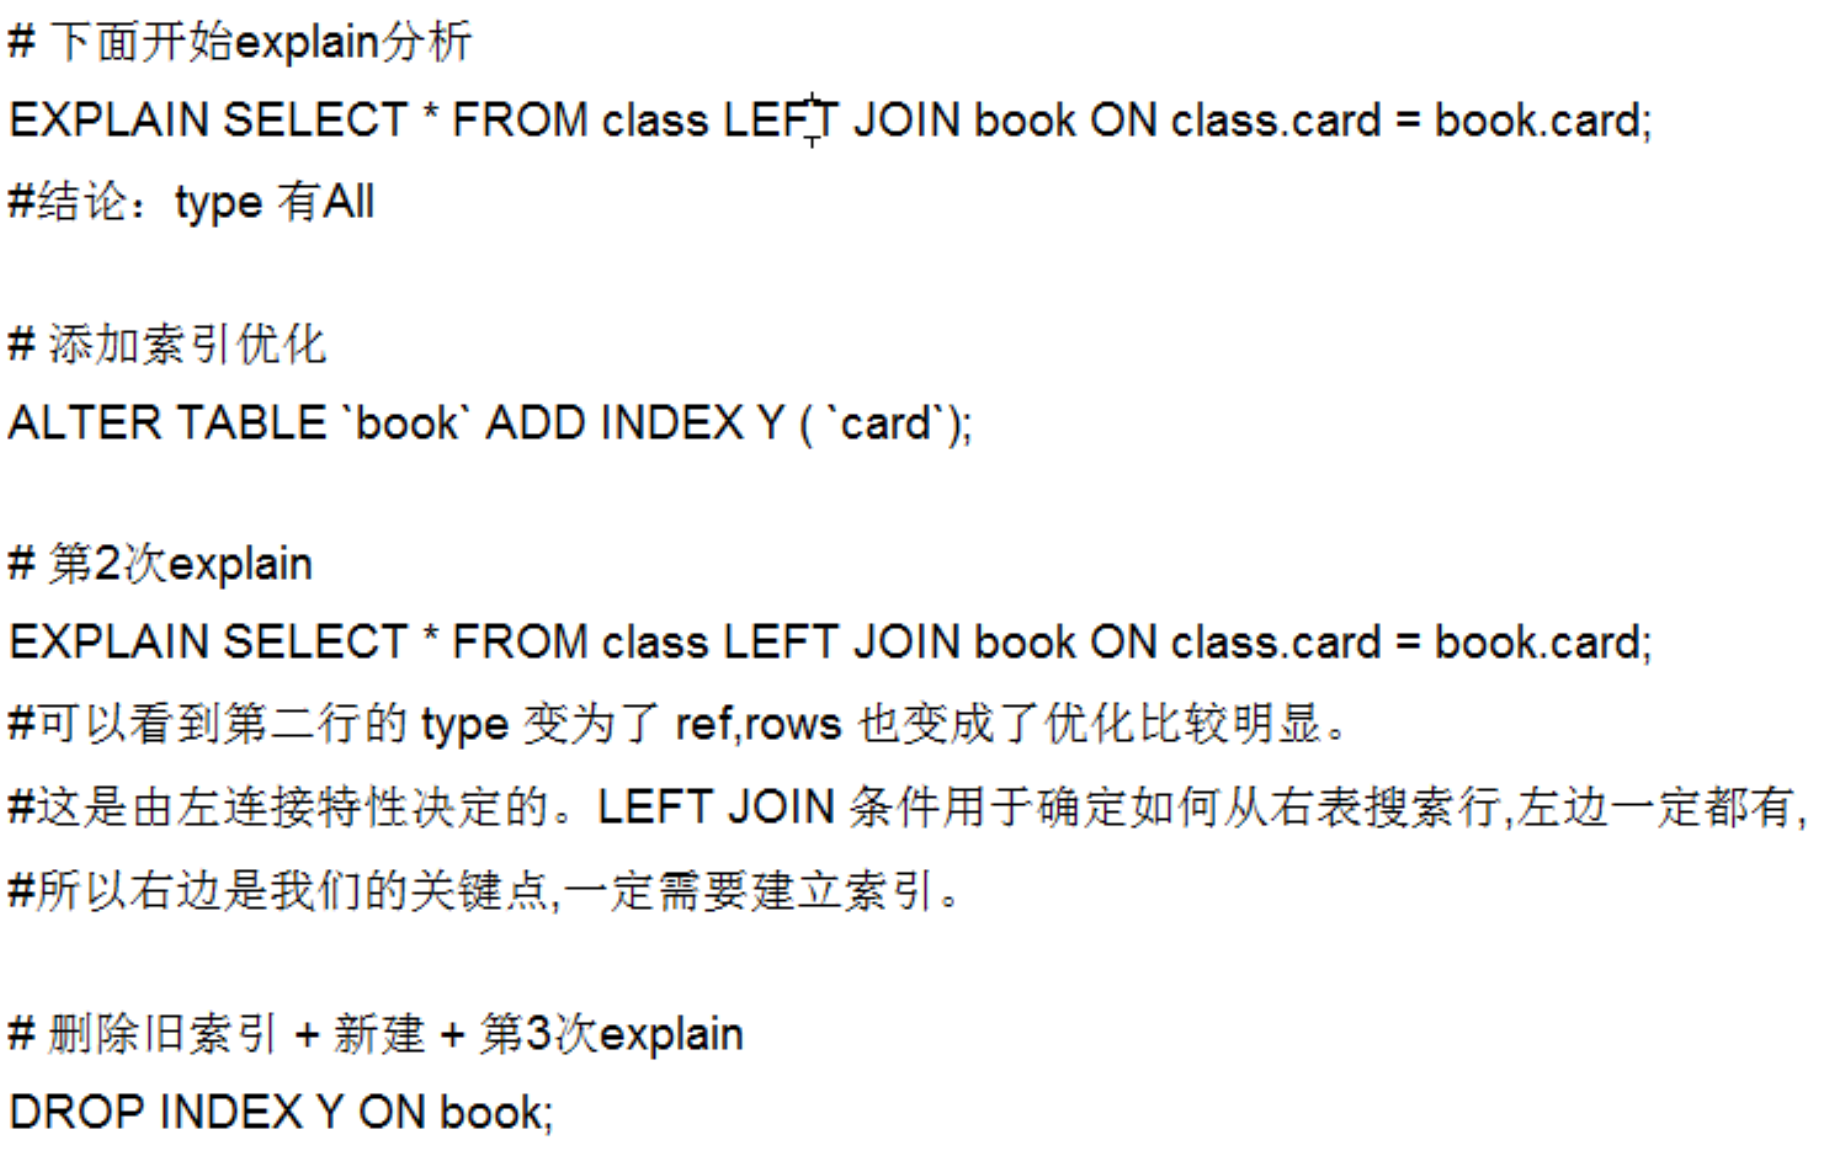 # 下面开始explain分析
EXPLAIN SELECT * FROM class LEFT JOIN book ON class.card = book.card;
#结论：type 有All
# 添加索引优化
ALTER TABLE `book` ADD INDEX Y ( `card`);
# 第2次explain
EXPLAIN SELECT * FROM class LEFT JOIN book ON class.card = book.card;
#可以看到第二行的 type 变为了 ref,rows 也变成了优化比较明显。
#这是由左连接特性决定的。LEFT JOIN 条件用于确定如何从右表搜索行,左边一定都有,
#所以右边是我们的关键点,一定需要建立索引。
# 删除旧索引 + 新建 + 第3次explain
DROP INDEX Y ON book;